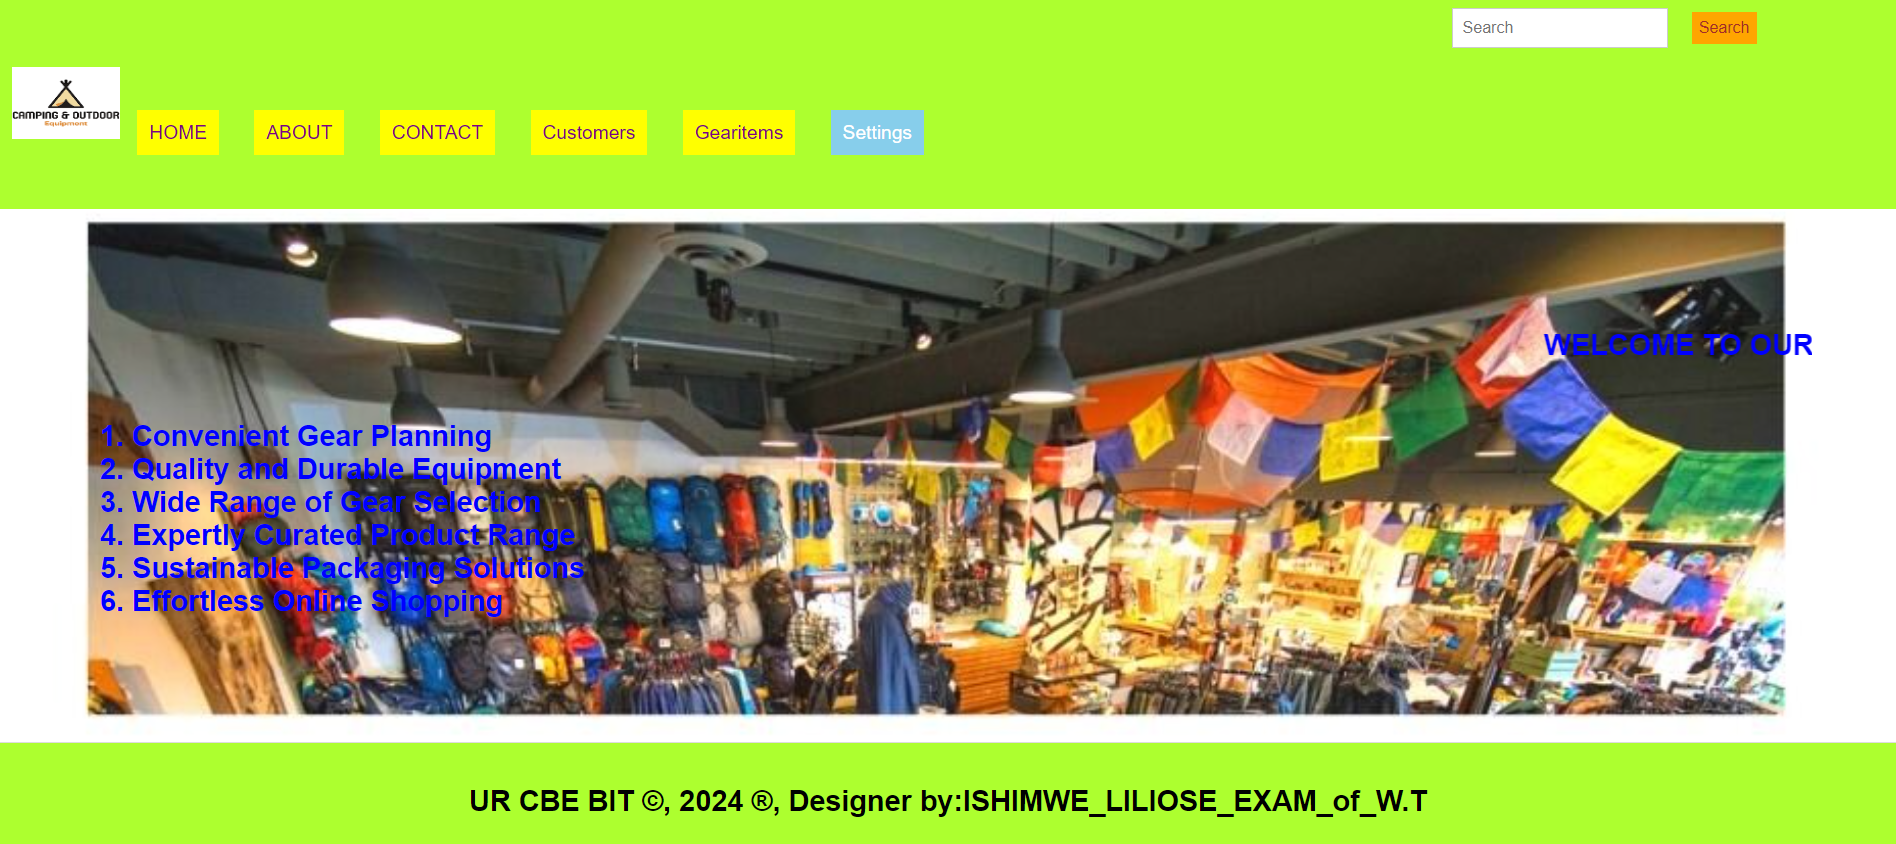 Search Search
CAMPING & OUTDOOR
Equipment
HOME ABOUT CONTACT Customers Gearitems Settings
WELCOME TO OUR
1. Convenient Gear Planning
2. Quality and Durable Equipment
3. Wide Range of Gear Selection
4. Expertly Curated Product Range
5. Sustainable Packaging Solutions
6. Effortless Online Shopping
UR CBE BIT ©, 2024 ®, Designer by:ISHIMWE_LILIOSE_EXAM_of_W.T